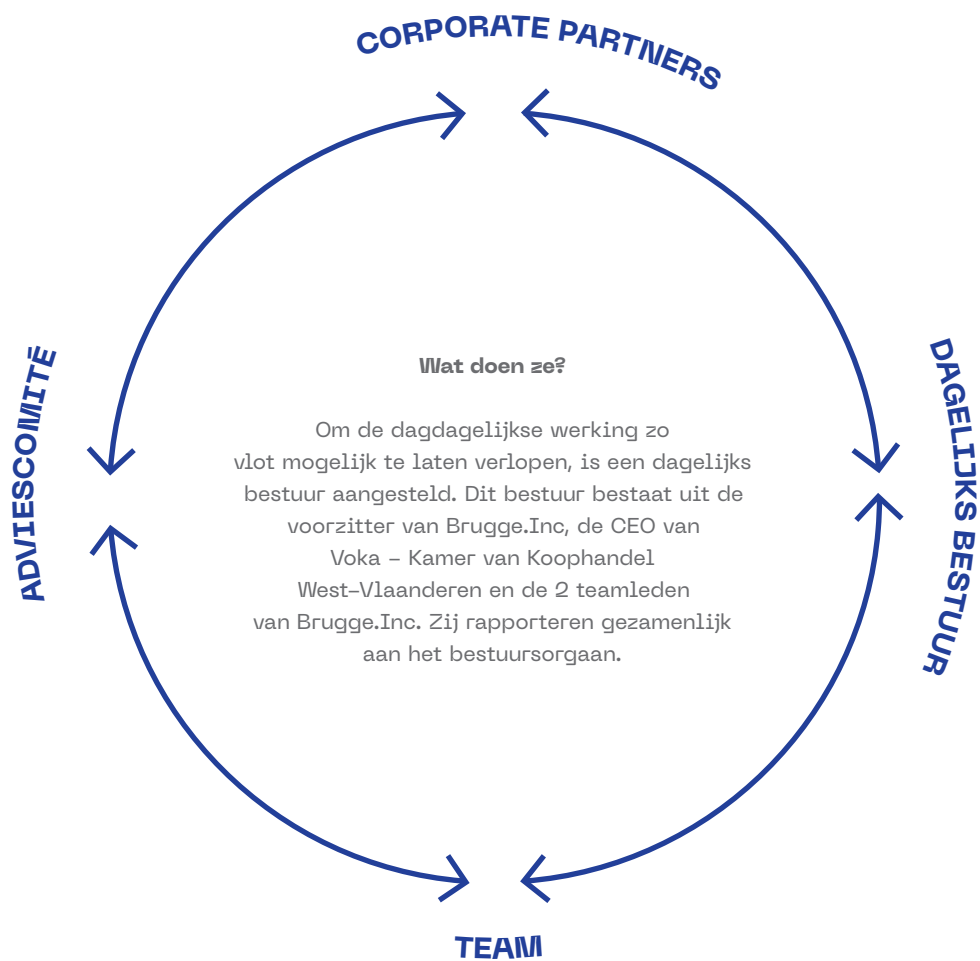 CORPORATE PARTNERS
ADVIESCOMITÉ
DAGELIJKS BESTUUR
Wat doen ze?
Om de dagdagelijkse werking zo
vlot mogelijk te laten verlopen, is een dagelijks
bestuur aangesteld. Dit bestuur bestaat uit de
voorzitter van Brugge.Inc, de CEO van
Voka – Kamer van Koophandel
West-Vlaanderen en de 2 teamleden
van Brugge.Inc. Zij rapporteren gezamenlijk
aan het bestuursorgaan.
TEAM